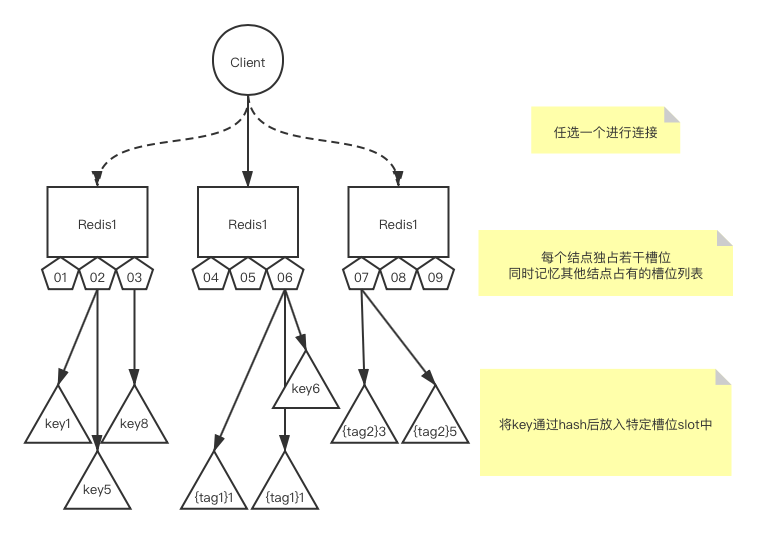 Client
任选一个进行连接
Redis1
Redis1
Redis1
每个结点独占若干槽位
同时记忆其他结点占有的槽位列表
01
02
03
04
05
06
07
08
09
key6
key1
key8
{tag2}3
{tag2}5
将key通过hash后放入特定槽位slot中
key5
{tag1}1
{tag1}1